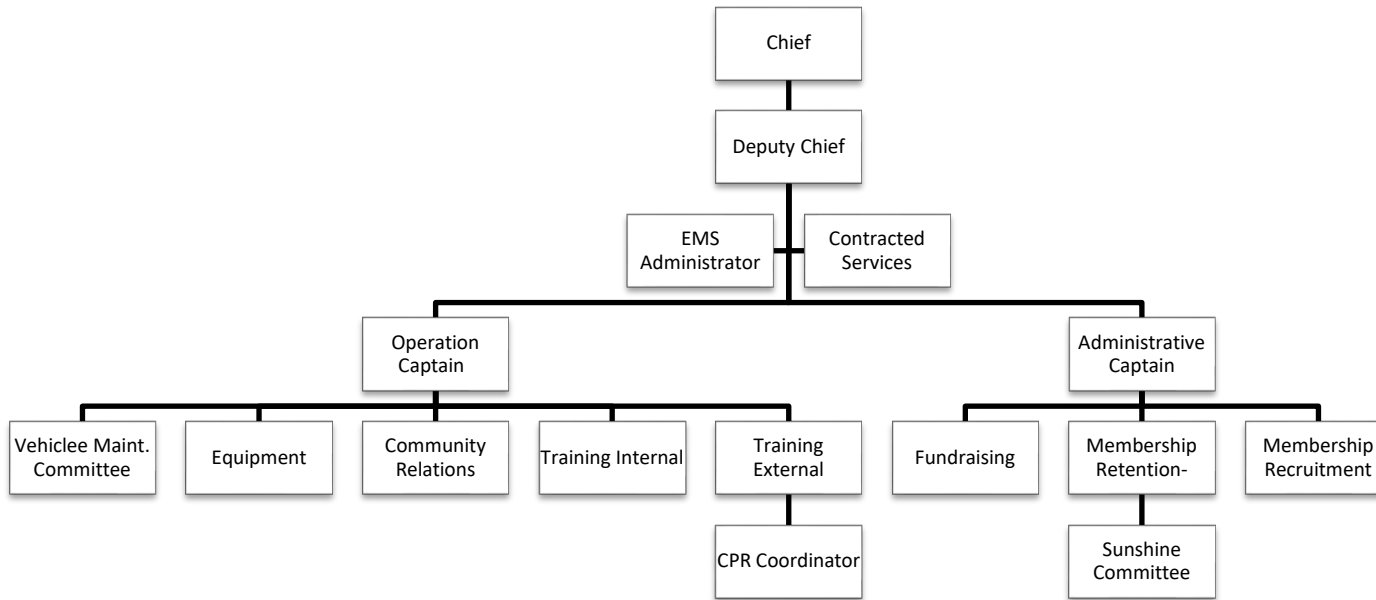 Chief
Deputy Chief
EMS
Administrator
Contracted
Services
Operation
Captain
Administrative
Captain
Vehiclee Maint.
Committee
Equipment
Community
Relations
Training Internal
Training
External
Fundraising
Membership
Retention-
Membership
Recruitment
CPR Coordinator
Sunshine
Committee